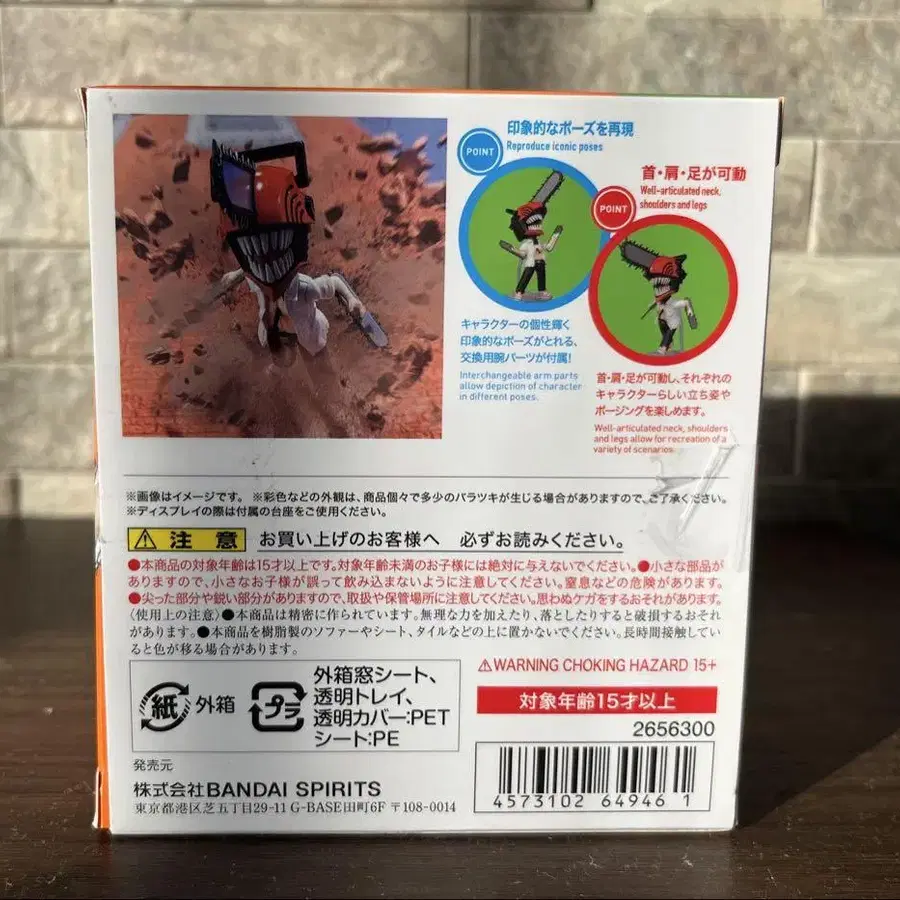 印象的なポーズを再現
POINT
Reproduce iconic poses
首・肩・足が可動
Well-articulated neck,
shoulders and legs
POINT
キャラクターの個性輝く
印象的なポーズがとれる、
交換用腕パーツが付属!
Interchangeable arm parts
allow depiction of character
in different poses.
首・肩・足が可動し、それぞれの
キャラクターらしい立ち姿や
ポージングを楽しめます。
Well-articulated neck, shoulders
and legs allow for recreation of a
variety of scenarios.
※画像はイメージです。 ※彩色などの外観は、商品個々で多少のバラツキが生じる場合がありますので、ご了承ください。
※ディスプレイの際は付属の台座をご使用ください。
注意 お買い上げのお客様へ 必ずお読みください。
●本商品の対象年齢は15才以上です。対象年齢未満のお子様には絶対に与えないでください。●小さな部品が
ありますので、小さなお子様が誤って飲み込まないように注意してください。窒息などの危険があります。
●尖った部分や鋭い部分がありますので、取扱や保管場所に注意してください。思わぬケガをするおそれがあります。
〈使用上の注意〉●本商品は精密に作られています。無理な力を加えたり、落としたりすると破損するおそれ
があります。●本商品を樹脂製のソファーやシート、タイルなどの上に置かないでください。長時間接触してい
ると色が移る場合があります。
紙 外箱
プラ
外箱窓シート、
透明トレイ、
透明カバー:PET
シート:PE
⚠WARNING CHOKING HAZARD 15+
対象年齢15才以上
2656300
4573102 64946 1
発売元
株式会社BANDAI SPIRITS
東京都港区芝五丁目29-11 G-BASE田町6F 〒108-0014